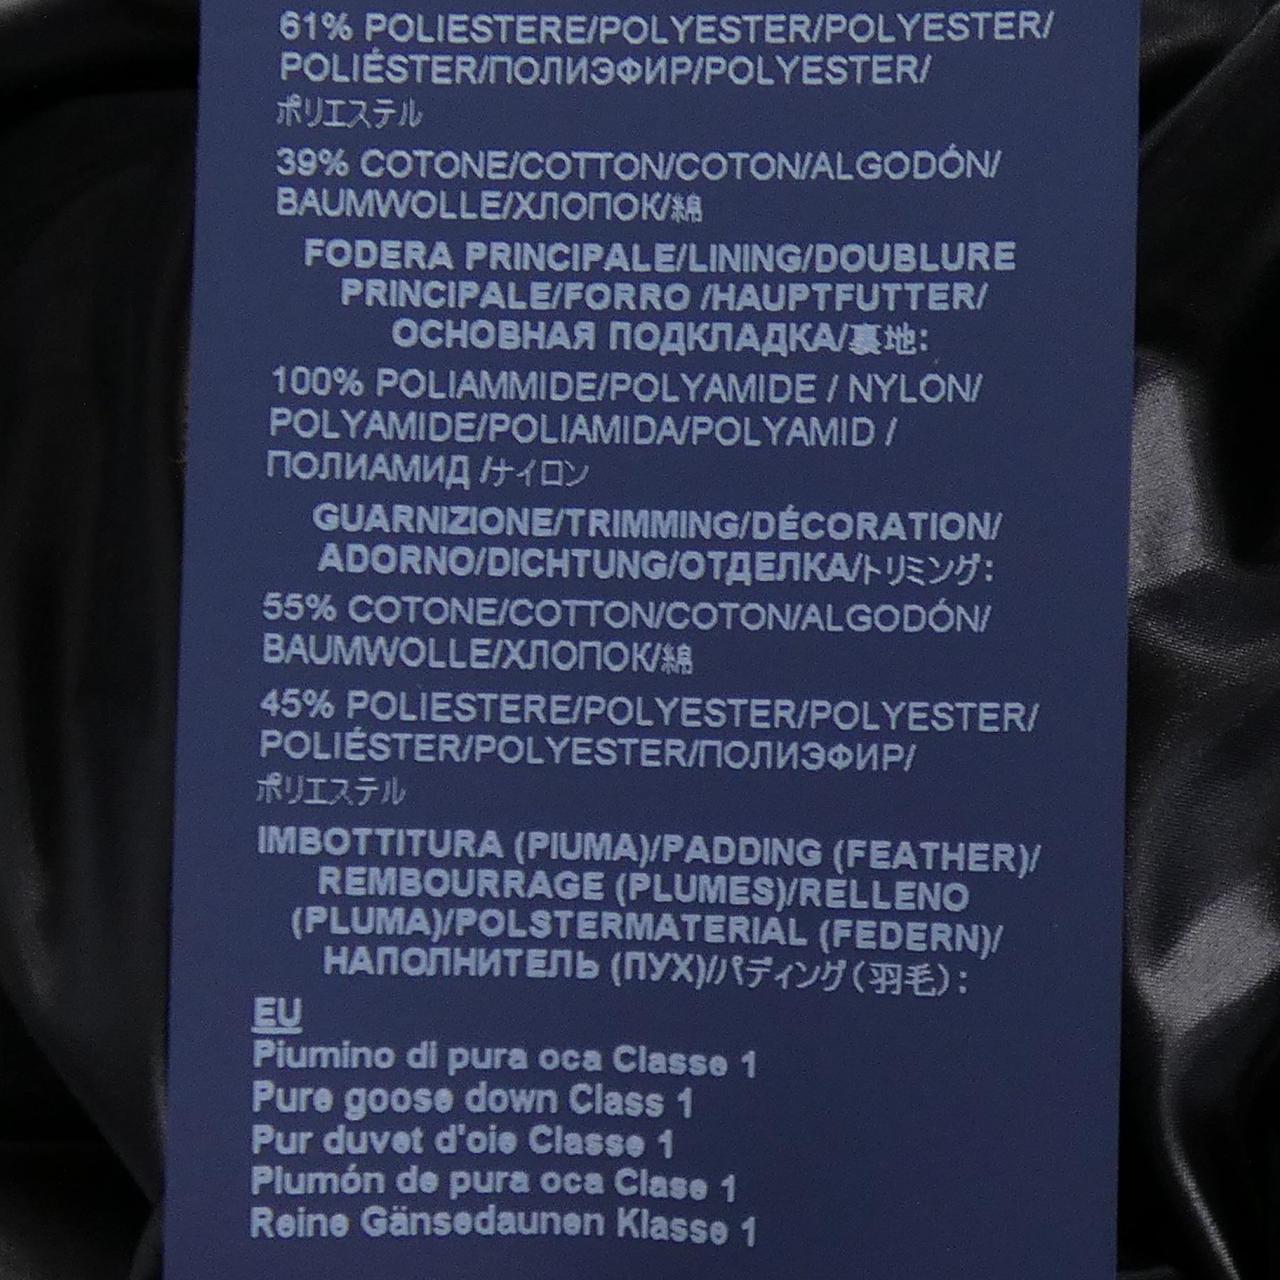 61% POLIESTERE/POLYESTER/POLYESTER/
POLIÉSTER/ПОЛИЭФИР/POLYESTER/
ポリエステル
39% COTONE/COTTON/COTON/ALGODÓN/
BAUMWOLLE/ХЛОПОК/綿
FODERA PRINCIPALE/LINING/DOUBLURE
PRINCIPALE/FORRO /HAUPTFUTTER/
ОСНОВНАЯ ПОДКЛАДКА/裏地:
100% POLIAMMIDE/POLYAMIDE / NYLON/
POLYAMIDE/POLIAMIDA/POLYAMID /
ПОЛИАМИД /ナイロン
GUARNIZIONE/TRIMMING/DÉCORATION/
ADORNO/DICHTUNG/ОТДЕЛКА/トリミング:
55% COTONE/COTTON/COTON/ALGODÓN/
BAUMWOLLE/ХЛОПОК/綿
45% POLIESTERE/POLYESTER/POLYESTER/
POLIÉSTER/POLYESTER/ПОЛИЭФИР/
ポリエステル
IMBOTTITURA (PIUMA)/PADDING (FEATHER)/
REMBOURRAGE (PLUMES)/RELLENO
(PLUMA)/POLSTERMATERIAL (FEDERN)/
НАПОЛНИТЕЛЬ (ПУХ)/パディング(羽毛):
EU
Piumino di pura oca Classe 1
Pure goose down Class 1
Pur duvet d'oie Classe 1
Plumón de pura oca Clase 1
Reine Gänsedaunen Klasse 1